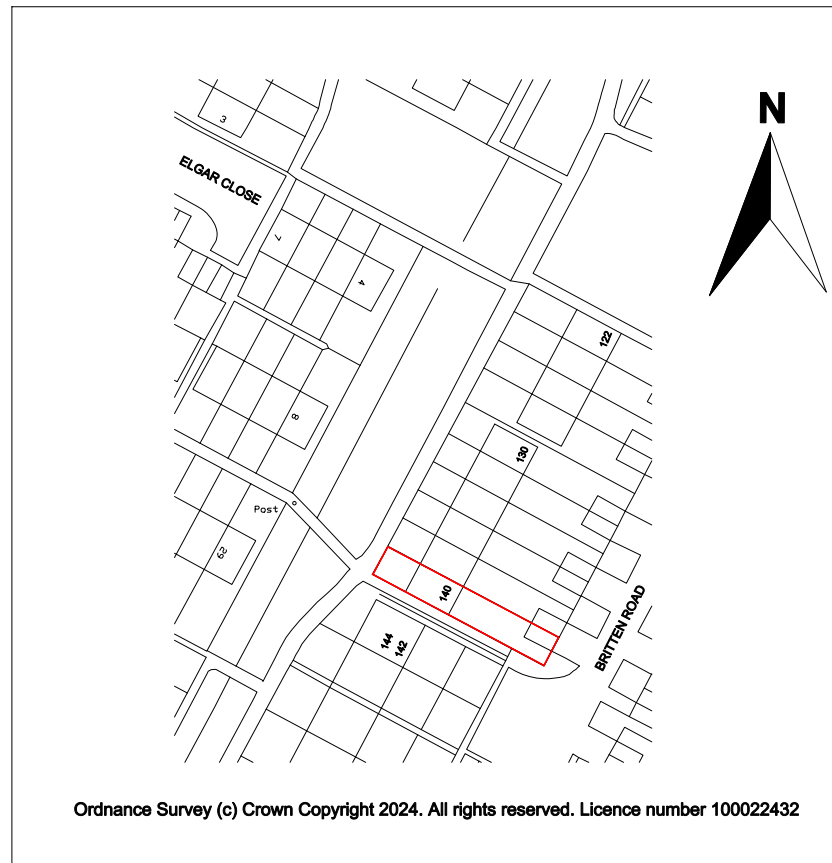 N
3
ELGAR CLOSE
7
4
122
8
130
Post
62
140
144
142
BRITTEN ROAD
Ordnance Survey (c) Crown Copyright 2024. All rights reserved. Licence number 100022432